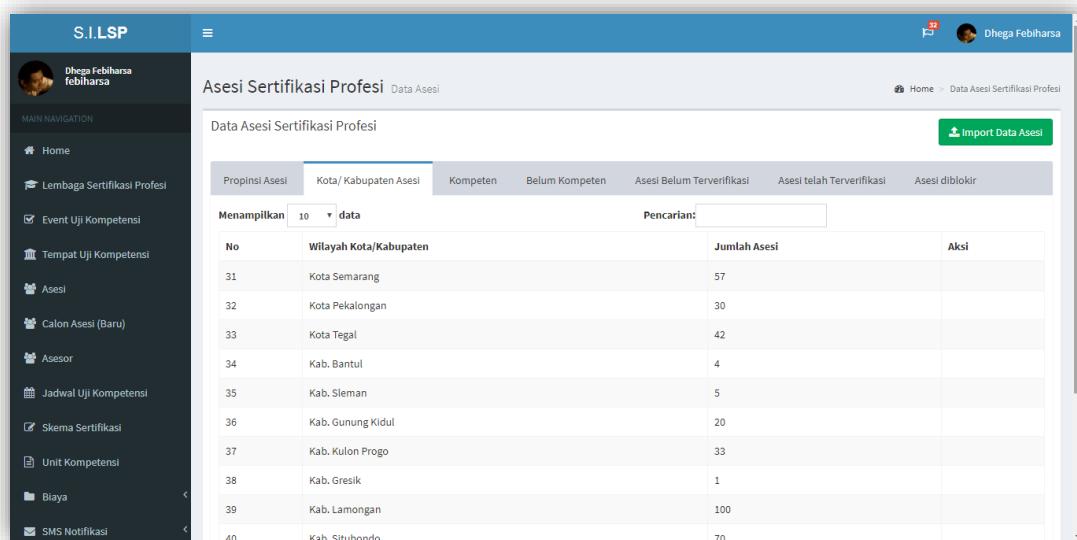 S.I.LSP
32
Dhega Febiharsa
Dhega Febiharsa
febiharsa
MAIN NAVIGATION
Home
Lembaga Sertifikasi Profesi
Event Uji Kompetensi
Tempat Uji Kompetensi
Asesi
Calon Asesi (Baru)
Asesor
Jadwal Uji Kompetensi
Skema Sertifikasi
Unit Kompetensi
Biaya
SMS Notifikasi
Asesi Sertifikasi Profesi Data Asesi
Home > Data Asesi Sertifikasi Profesi
Data Asesi Sertifikasi Profesi
Import Data Asesi
Propinsi Asesi Kota/ Kabupaten Asesi Kompeten Belum Kompeten Asesi Belum Terverifikasi Asesi telah Terverifikasi Asesi diblokir
Menampilkan 10 data Pencarian:
No Wilayah Kota/Kabupaten Jumlah Asesi Aksi
31 Kota Semarang 57
32 Kota Pekalongan 30
33 Kota Tegal 42
34 Kab. Bantul 4
35 Kab. Sleman 5
36 Kab. Gunung Kidul 20
37 Kab. Kulon Progo 33
38 Kab. Gresik 1
39 Kab. Lamongan 100
40 Kab. Situbondo 70